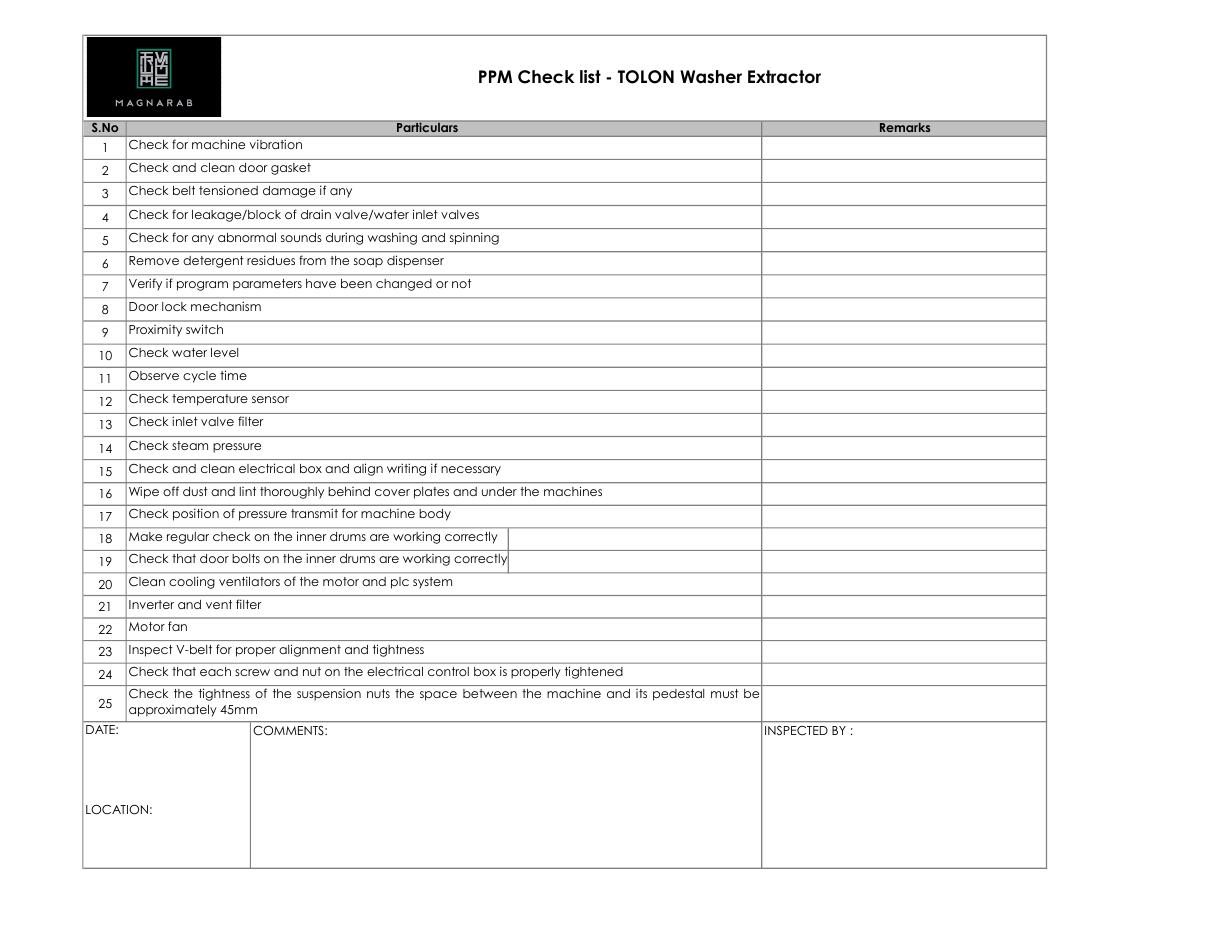 MAGNARAB
PPM Check list - TOLON Washer Extractor
S.No Particulars Remarks
1 Check for machine vibration
2 Check and clean door gasket
3 Check belt tensioned damage if any
4 Check for leakage/block of drain valve/water inlet valves
5 Check for any abnormal sounds during washing and spinning
6 Remove detergent residues from the soap dispenser
7 Verify if program parameters have been changed or not
8 Door lock mechanism
9 Proximity switch
10 Check water level
11 Observe cycle time
12 Check temperature sensor
13 Check inlet valve filter
14 Check steam pressure
15 Check and clean electrical box and align writing if necessary
16 Wipe off dust and lint thoroughly behind cover plates and under the machines
17 Check position of pressure transmit for machine body
18 Make regular check on the inner drums are working correctly
19 Check that door bolts on the inner drums are working correctly
20 Clean cooling ventilators of the motor and plc system
21 Inverter and vent filter
22 Motor fan
23 Inspect V-belt for proper alignment and tightness
24 Check that each screw and nut on the electrical control box is properly tightened
25 Check the tightness of the suspension nuts the space between the machine and its pedestal must be
approximately 45mm
DATE: COMMENTS: INSPECTED BY :
LOCATION: